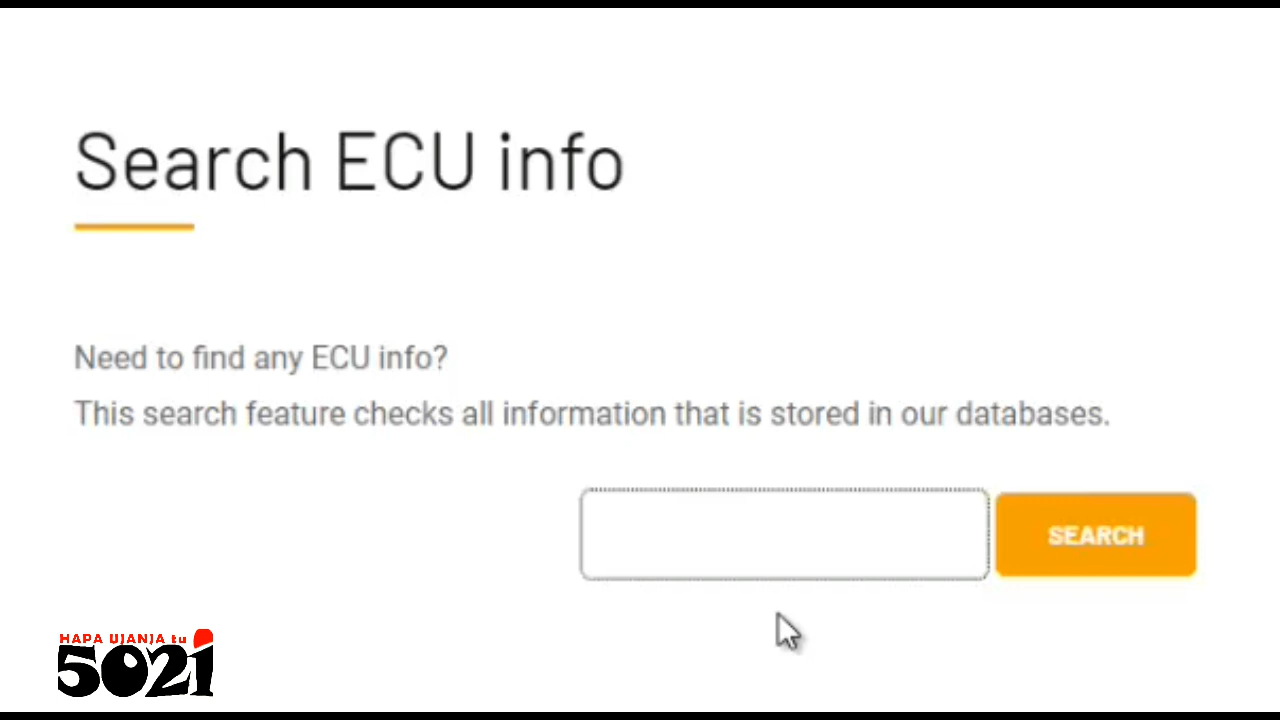 Search ECU info
Need to find any ECU info?
This search feature checks all information that is stored in our databases.
SEARCH
HAPA UJANJA tu
5021